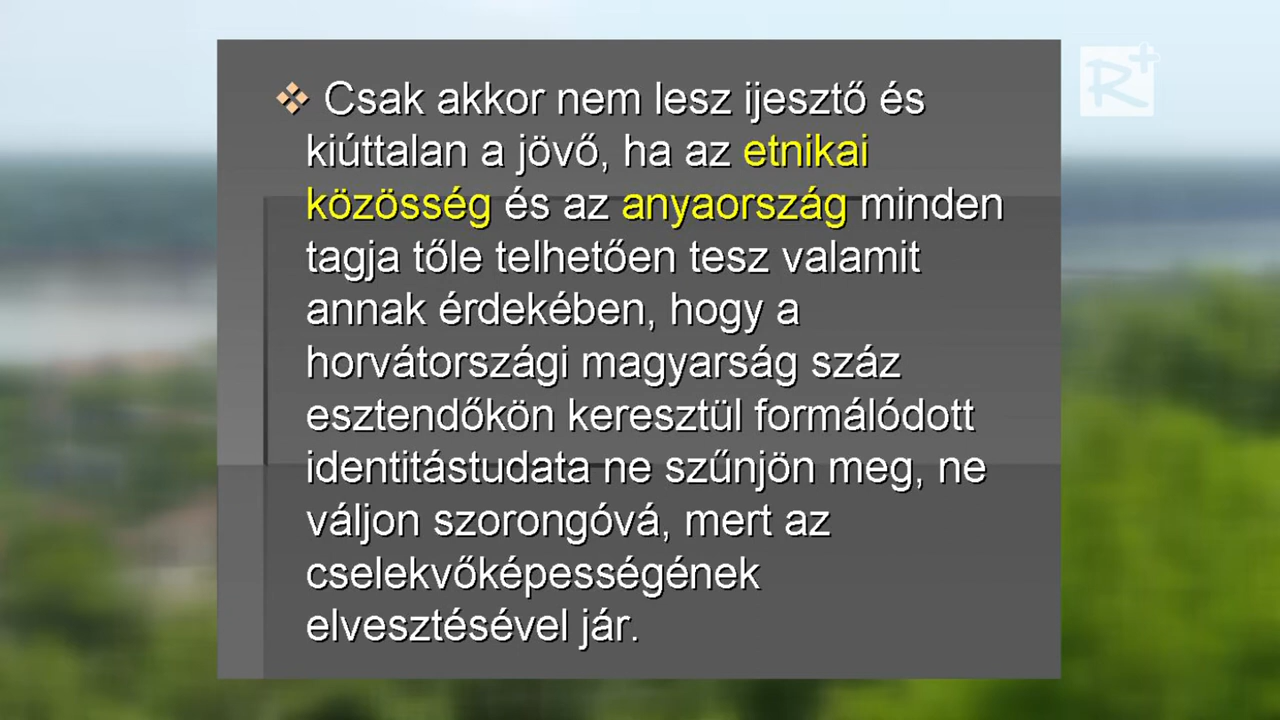 Csak akkor nem lesz ijesztő és
kiúttalan a jövő, ha az etnikai
közösség és az anyaország minden
tagja tőle telhetően tesz valamit
annak érdekében, hogy a
horvátországi magyarság száz
esztendőkön keresztül formálódott
identitástudata ne szűnjön meg, ne
váljon szorongóvá, mert az
cselekvőképességének
elvesztésével jár.
R+